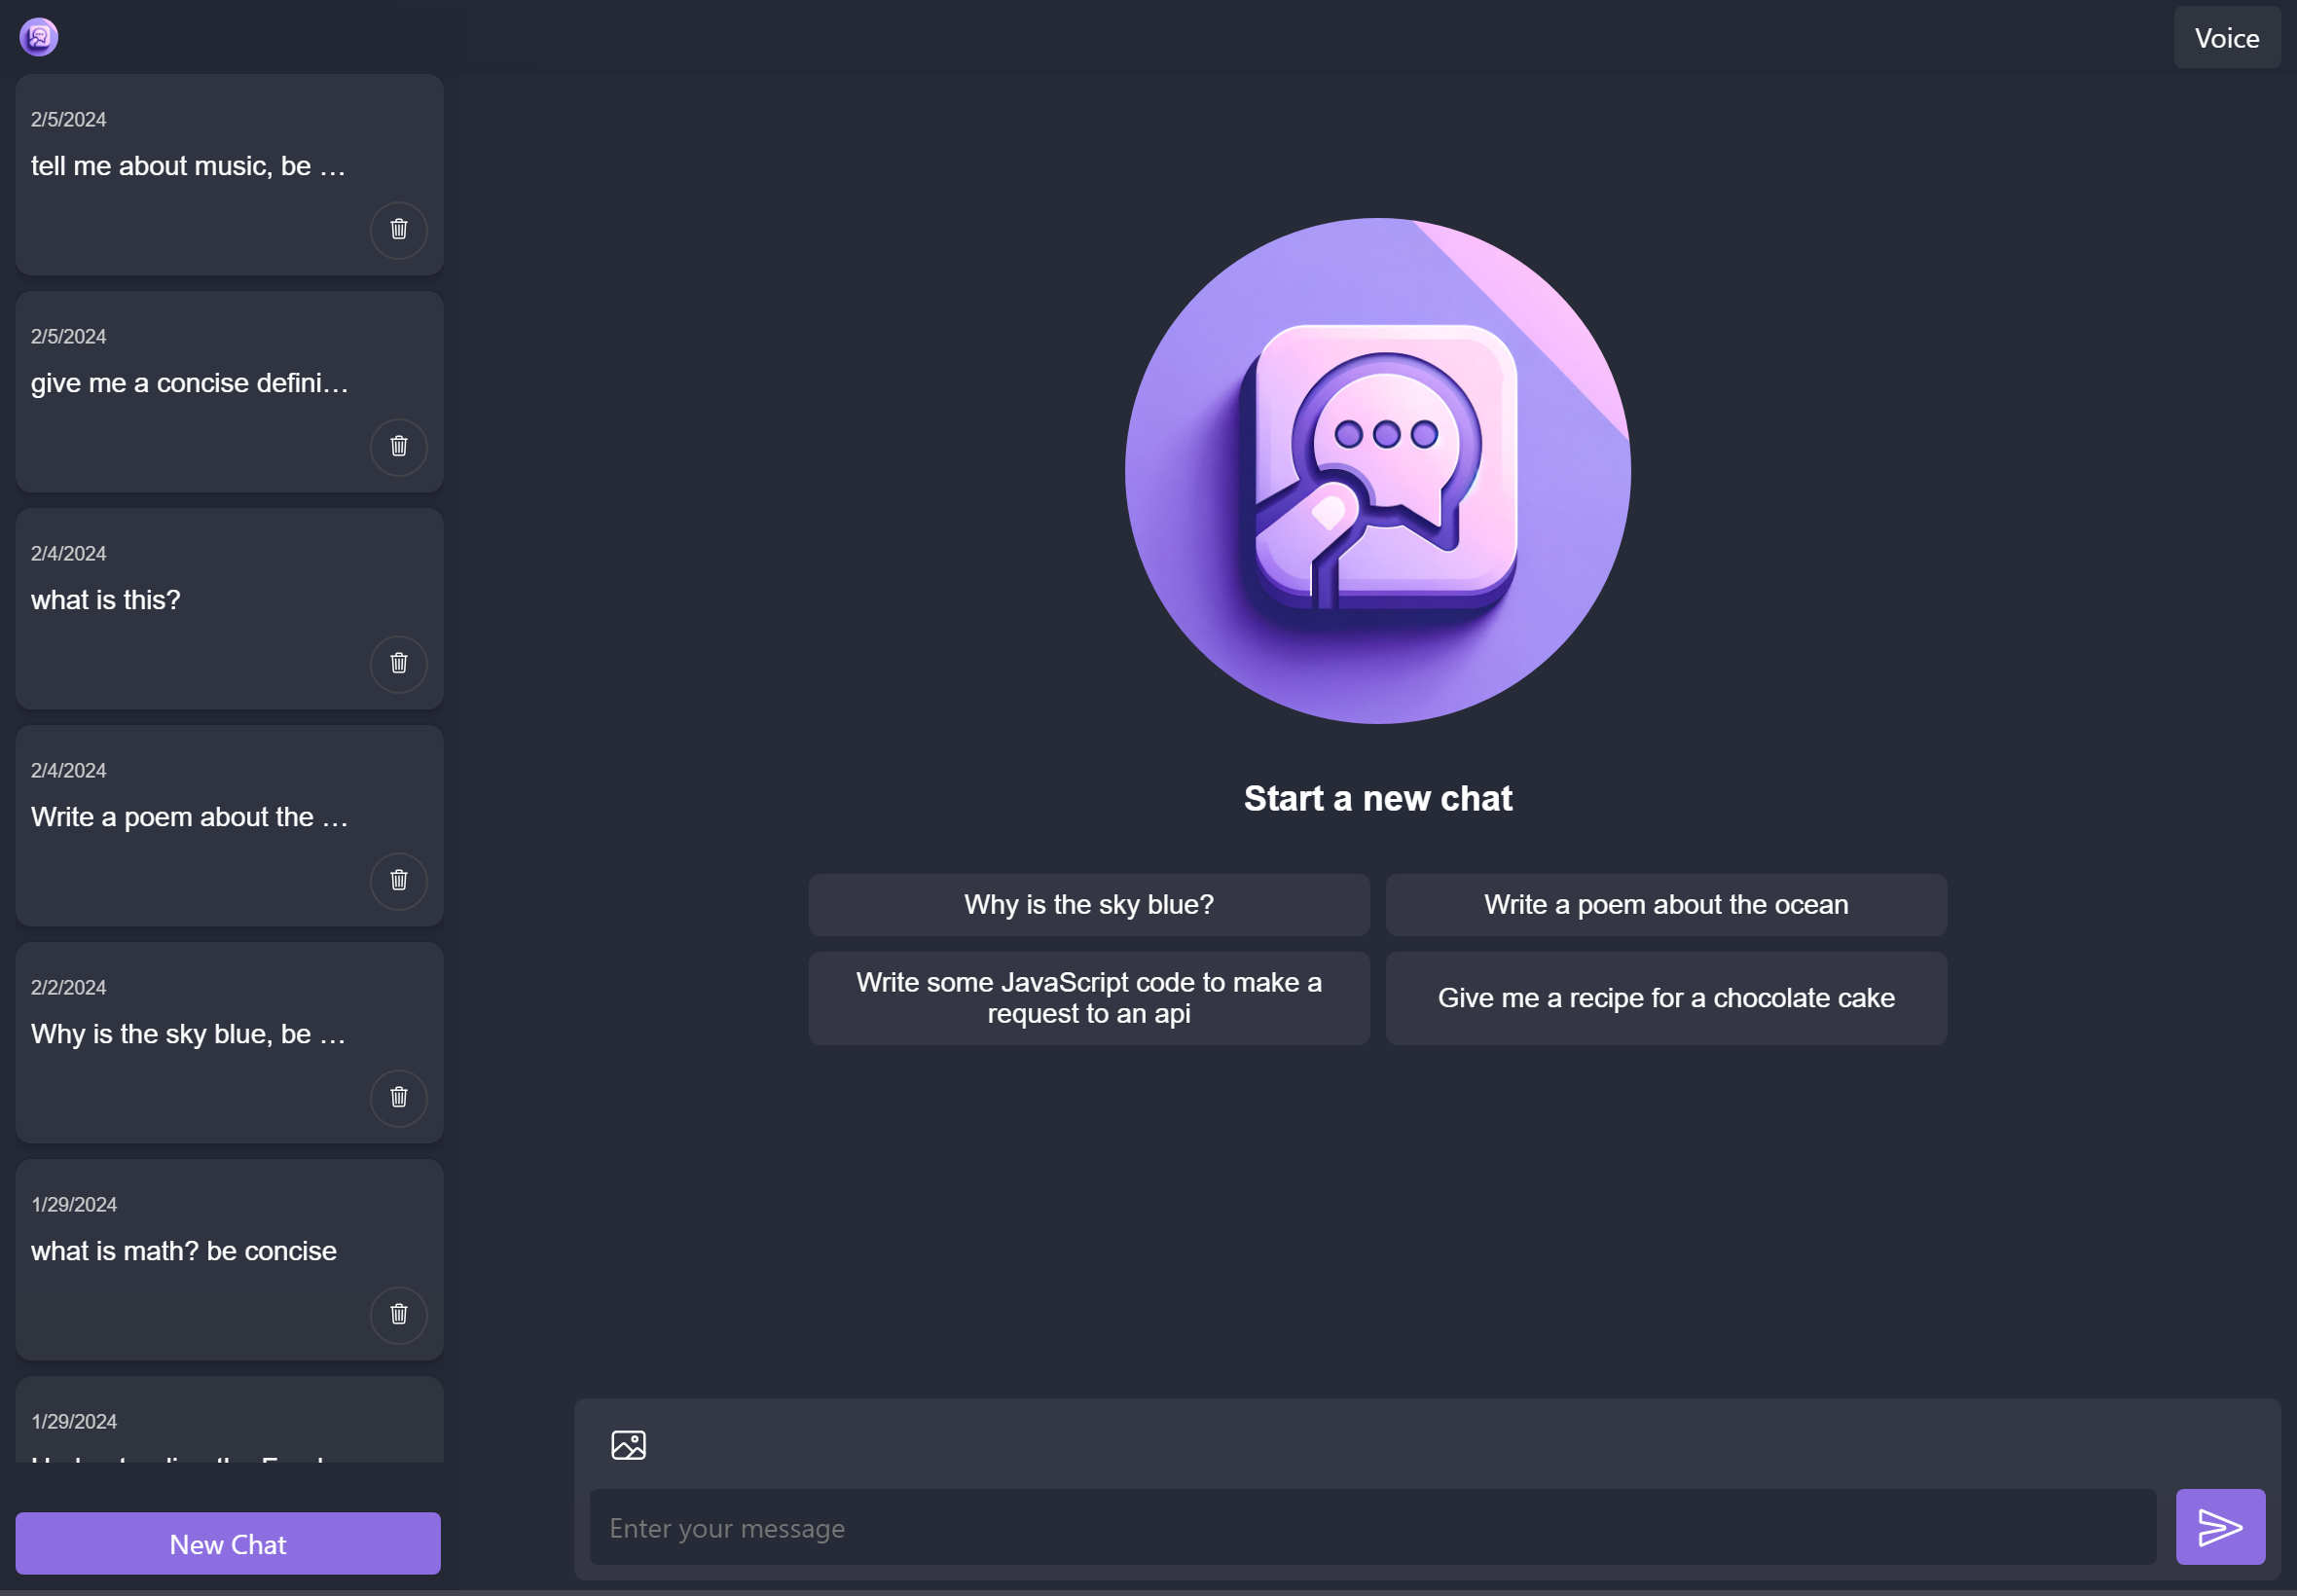 Voice
2/5/2024
tell me about music, be …
2/5/2024
give me a concise defini…
2/4/2024
what is this?
2/4/2024
Write a poem about the …
2/2/2024
Why is the sky blue, be …
1/29/2024
what is math? be concise
1/29/2024
New Chat
Start a new chat
Why is the sky blue?
Write a poem about the ocean
Write some JavaScript code to make a
request to an api
Give me a recipe for a chocolate cake
Enter your message